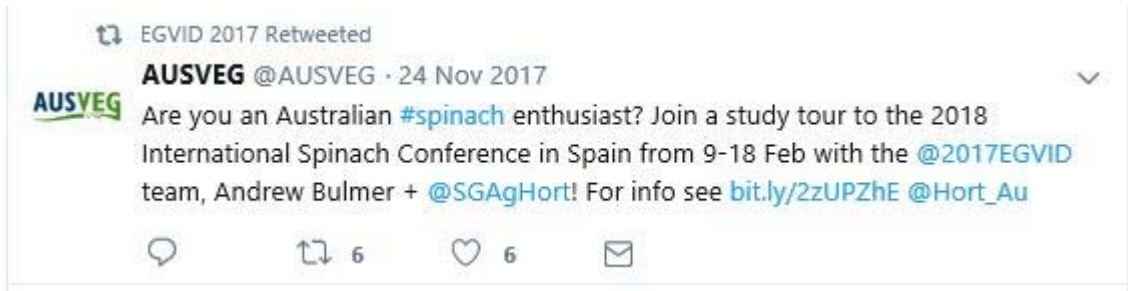 EGVID 2017 Retweeted
AUSVEG @AUSVEG · 24 Nov 2017
AUSVEG
Are you an Australian #spinach enthusiast? Join a study tour to the 2018
International Spinach Conference in Spain from 9-18 Feb with the @2017EGVID
team, Andrew Bulmer + @SGAgHort! For info see bit.ly/2zUPZhE @Hort_Au
6 6